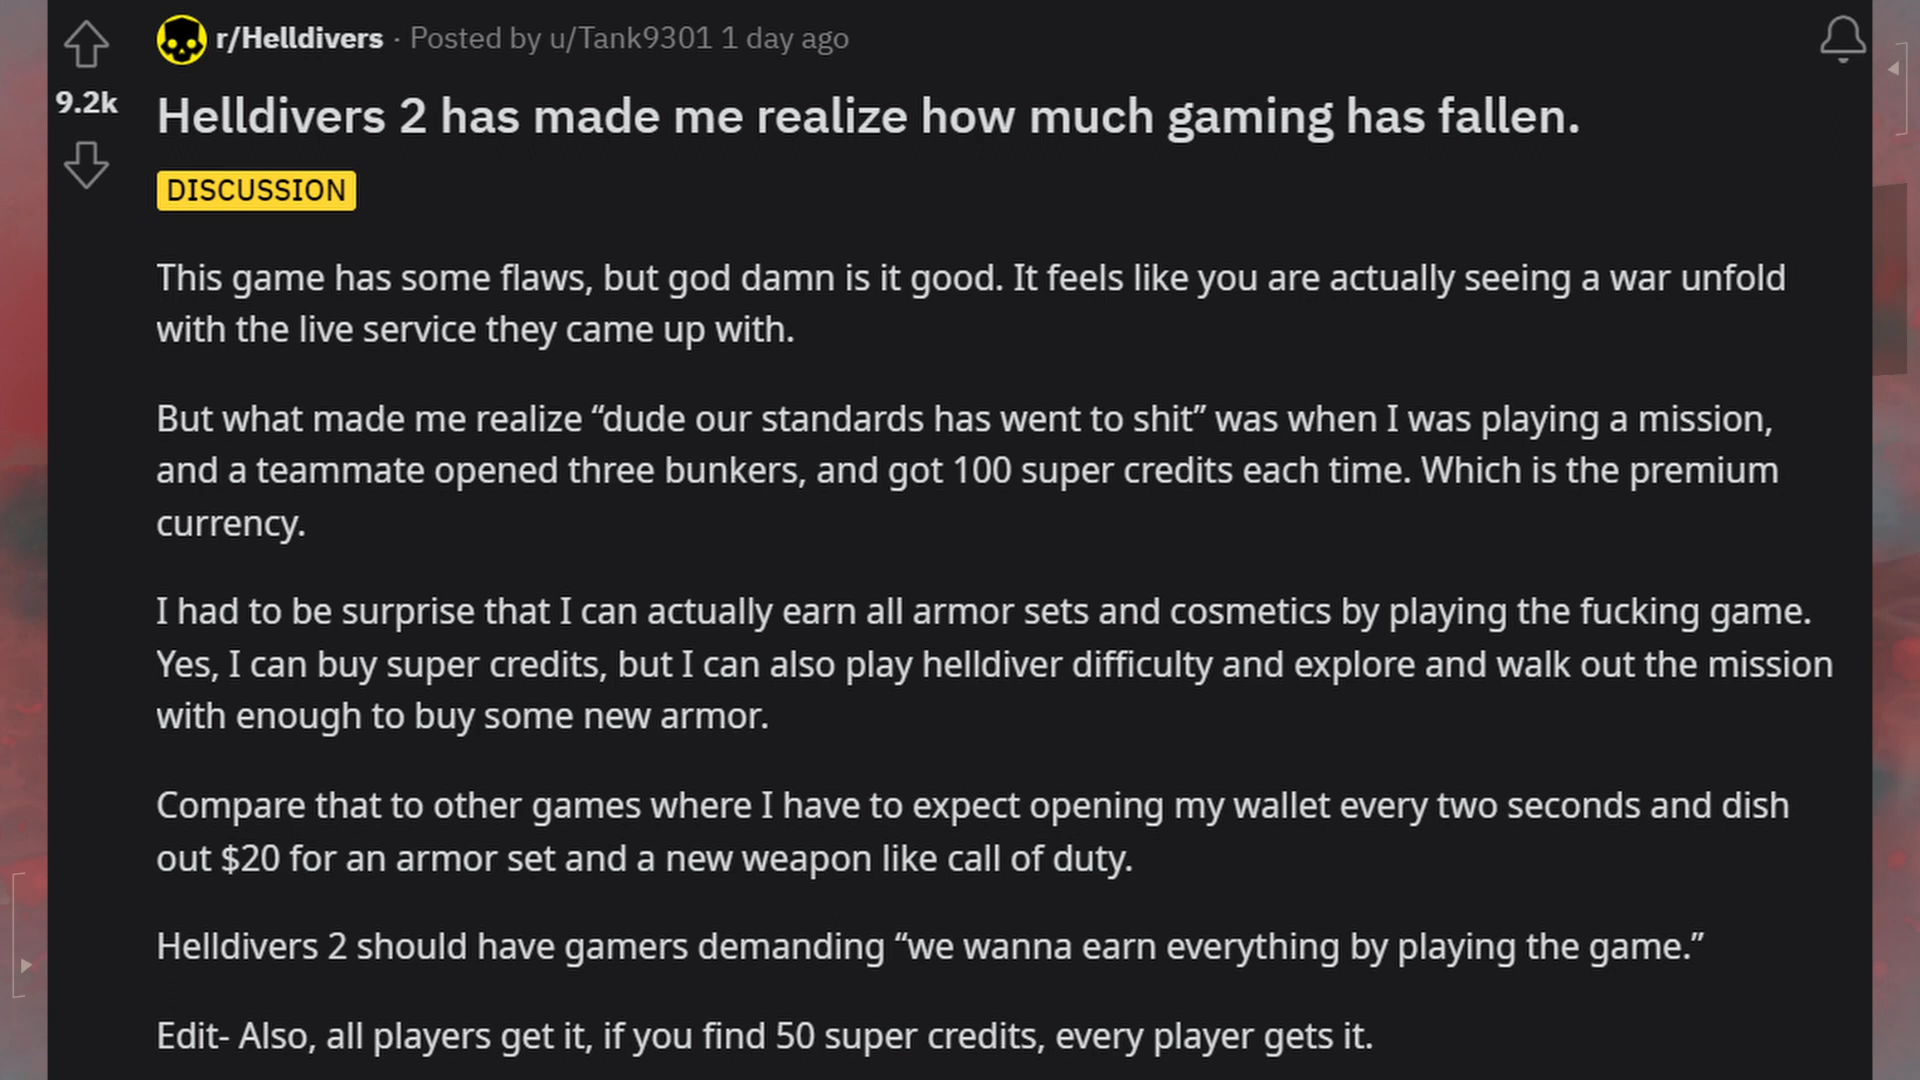 r/Helldivers · Posted by u/Tank9301 1 day ago
9.2k
Helldivers 2 has made me realize how much gaming has fallen.
DISCUSSION
This game has some flaws, but god damn is it good. It feels like you are actually seeing a war unfold
with the live service they came up with.
But what made me realize “dude our standards has went to shit” was when I was playing a mission,
and a teammate opened three bunkers, and got 100 super credits each time. Which is the premium
currency.
I had to be surprise that I can actually earn all armor sets and cosmetics by playing the fucking game.
Yes, I can buy super credits, but I can also play helldiver difficulty and explore and walk out the mission
with enough to buy some new armor.
Compare that to other games where I have to expect opening my wallet every two seconds and dish
out $20 for an armor set and a new weapon like call of duty.
Helldivers 2 should have gamers demanding “we wanna earn everything by playing the game.”
Edit- Also, all players get it, if you find 50 super credits, every player gets it.